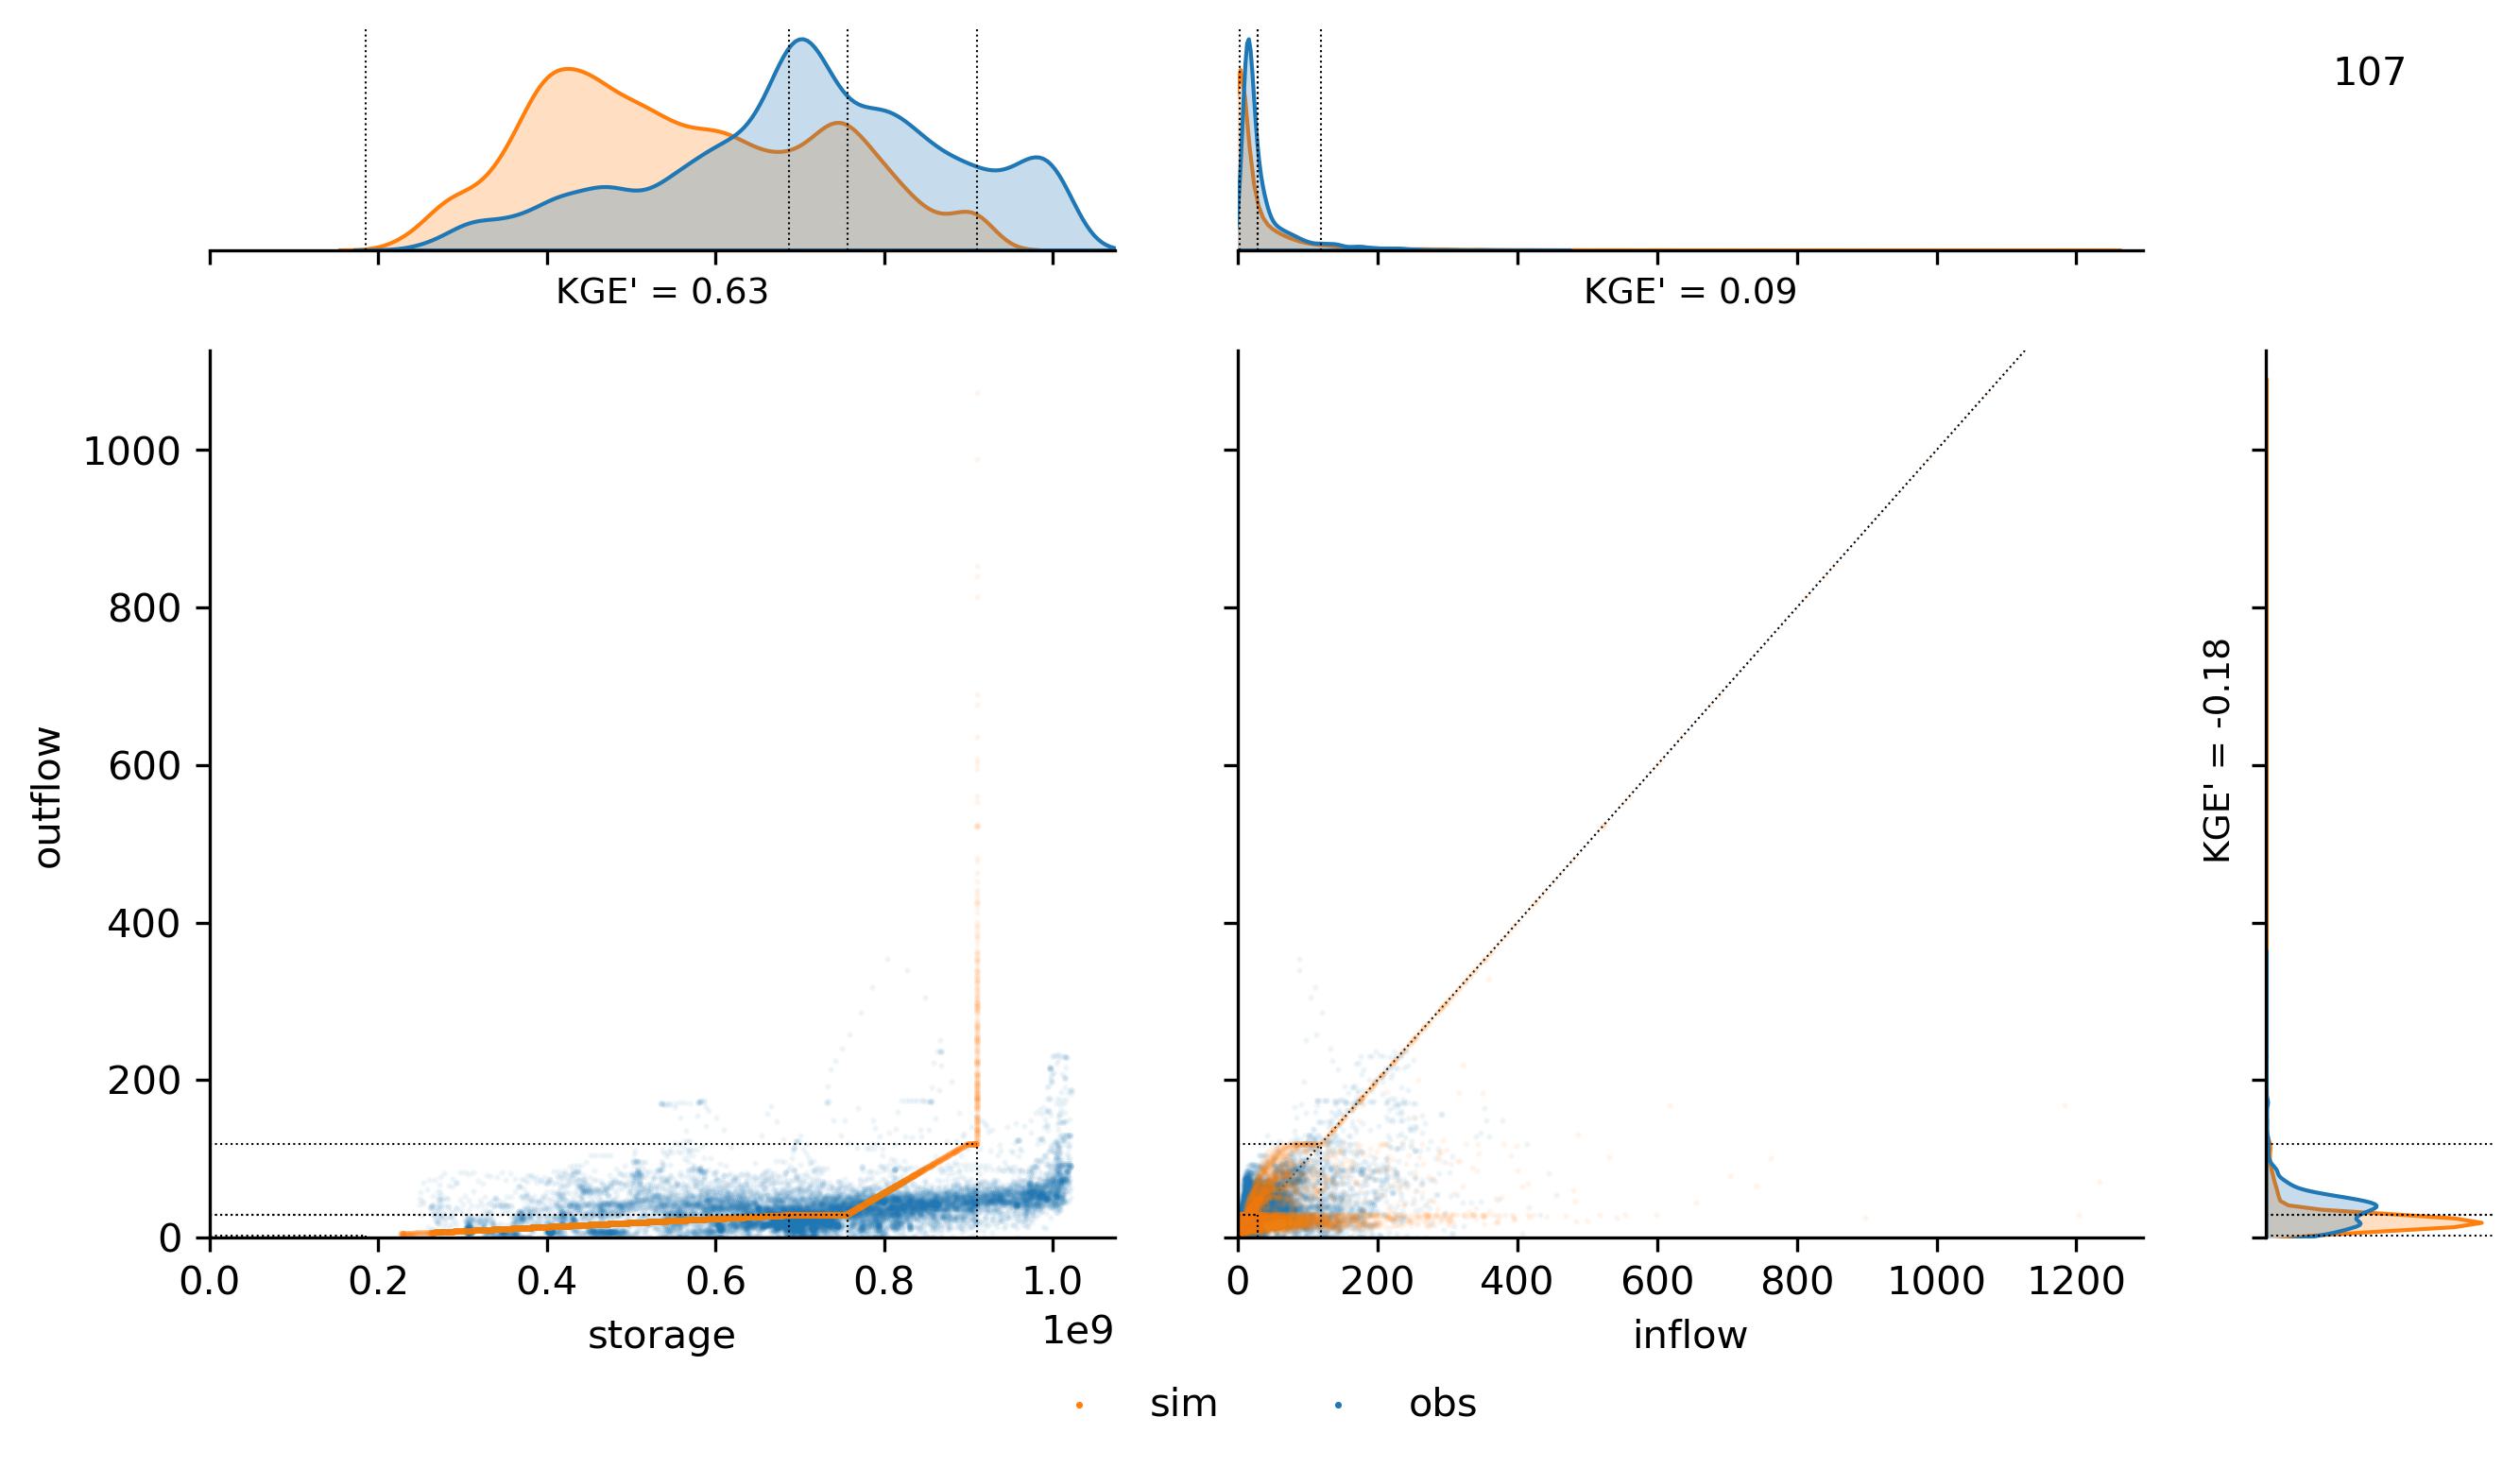 107
KGE' = 0.63
KGE' = 0.09
1000
800
600
400
200
0
outflow
KGE' = -0.18
0.0 0.2 0.4 0.6 0.8 1.0
1e9
storage
0 200 400 600 800 1000 1200
inflow
sim obs